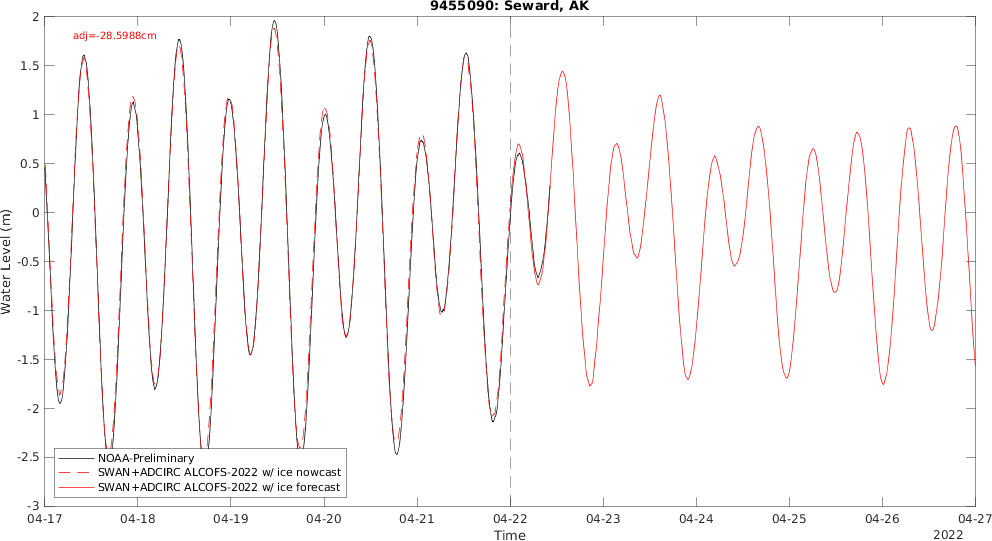 9455090: Seward, AK
adj=-28.5988cm
Water Level (m)
2
1.5
1
0.5
0
-0.5
-1
-1.5
-2
-2.5
-3
NOAA-Preliminary
SWAN+ADCIRC ALCOFS-2022 w/ ice nowcast
SWAN+ADCIRC ALCOFS-2022 w/ ice forecast
04-17 04-18 04-19 04-20 04-21 04-22 04-23 04-24 04-25 04-26 04-27
Time
2022